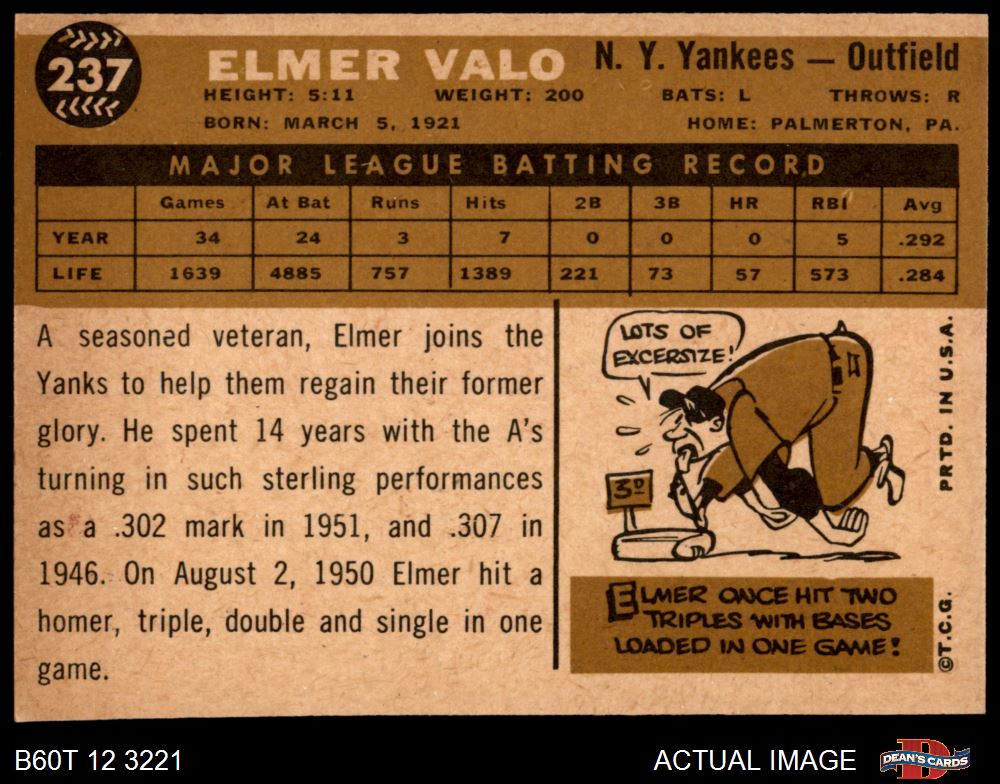 237
ELMER VALO N. Y. Yankees — Outfield
HEIGHT: 5:11 WEIGHT: 200 BATS: L THROWS: R
BORN: MARCH 5, 1921 HOME: PALMERTON, PA.
MAJOR LEAGUE BATTING RECORD
Games At Bat Runs Hits 2B 3B HR RBI Avg
YEAR 34 24 3 7 0 0 0 5 .292
LIFE 1639 4885 757 1389 221 73 57 573 .284
A seasoned veteran, Elmer joins the
Yanks to help them regain their former
glory. He spent 14 years with the A's
turning in such sterling performances
as a .302 mark in 1951, and .307 in
1946. On August 2, 1950 Elmer hit a
homer, triple, double and single in one
game.
LOTS OF
EXCERSIZE!
3D
ELMER ONCE HIT TWO
TRIPLES WITH BASES
LOADED IN ONE GAME!
PRTD. IN U.S.A.
©T.C.G.
B60T 12 3221 ACTUAL IMAGE
D
DEAN'S CARDS